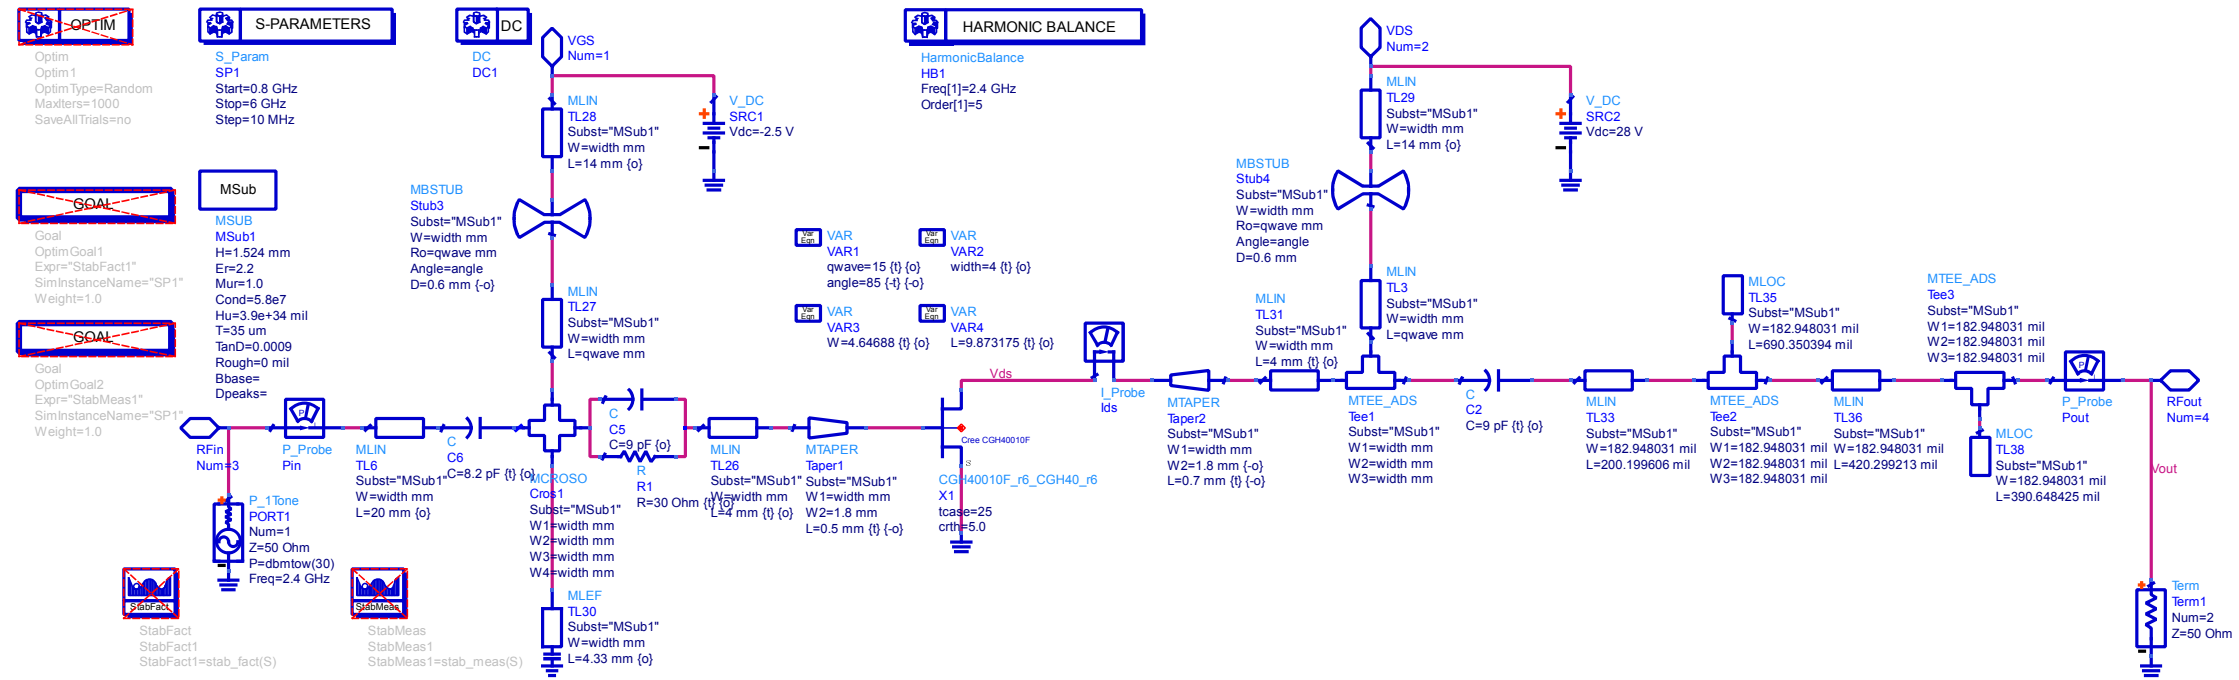 OPTIM
Optim
Optim1
OptimType=Random
MaxIters=1000
SaveAllTrials=no
S-PARAMETERS
S_Param
SP1
Start=0.8 GHz
Stop=6 GHz
Step=10 MHz
DC
DC
DC1
VGS
Num=1
MLIN
TL28
Subst="MSub1"
W=width mm
L=14 mm {o}
V_DC
SRC1
Vdc=-2.5 V
HARMONIC BALANCE
HarmonicBalance
HB1
Freq[1]=2.4 GHz
Order[1]=5
VDS
Num=2
MLIN
TL29
Subst="MSub1"
W=width mm
L=14 mm {o}
V_DC
SRC2
Vdc=28 V
GOAL
Goal
OptimGoal1
Expr="StabFact1"
SimInstanceName="SP1"
Weight=1.0
GOAL
Goal
OptimGoal2
Expr="StabMeas1"
SimInstanceName="SP1"
Weight=1.0
MSub
MSUB
MSub1
H=1.524 mm
Er=2.2
Mur=1.0
Cond=5.8e7
Hu=3.9e+34 mil
T=35 um
TanD=0.0009
Rough=0 mil
Bbase=
Dpeaks=
MBSTUB
Stub3
Subst="MSub1"
W=width mm
Ro=qwave mm
Angle=angle
D=0.6 mm {-o}
MLIN
TL27
Subst="MSub1"
W=width mm
L=qwave mm
Var
Eqn
VAR
VAR1
qwave=15 {t} {o}
angle=85 {-t} {-o}
Var
Eqn
VAR
VAR2
width=4 {t} {o}
Var
Eqn
VAR
VAR3
W=4.64688 {t} {o}
Var
Eqn
VAR
VAR4
L=9.873175 {t} {o}
MBSTUB
Stub4
Subst="MSub1"
W=width mm
Ro=qwave mm
Angle=angle
D=0.6 mm
MLIN
TL3
Subst="MSub1"
W=width mm
L=qwave mm
MLIN
TL31
Subst="MSub1"
W=width mm
L=4 mm {t} {o}
MLOC
TL35
Subst="MSub1"
W=182.948031 mil
L=690.350394 mil
MTEE_ADS
Tee3
Subst="MSub1"
W1=182.948031 mil
W2=182.948031 mil
W3=182.948031 mil
RFin
Num=3
P
P_Probe
Pin
MLIN
TL6
Subst="MSub1"
W=width mm
L=20 mm {o}
C
C6
C=8.2 pF {t} {o}
MCROSO
Cros1
Subst="MSub1"
W1=width mm
W2=width mm
W3=width mm
W4=width mm
C
C5
C=9 pF {o}
R
R1
R=30 Ohm {t} {o}
MLIN
TL26
Subst="MSub1"
W=width mm
L=4 mm {t} {o}
MTAPER
Taper1
Subst="MSub1"
W1=width mm
W2=1.8 mm
L=0.5 mm {t} {-o}
Cree CGH40010F
S
CGH40010F_r6_CGH40_r6
X1
tcase=25
crth=5.0
Vds
I_Probe
Ids
MTAPER
Taper2
Subst="MSub1"
W1=width mm
W2=1.8 mm {-o}
L=0.7 mm {t} {-o}
MTEE_ADS
Tee1
Subst="MSub1"
W1=width mm
W2=width mm
W3=width mm
C
C2
C=9 pF {t} {o}
MLIN
TL33
Subst="MSub1"
W=182.948031 mil
L=200.199606 mil
MTEE_ADS
Tee2
Subst="MSub1"
W1=182.948031 mil
W2=182.948031 mil
W3=182.948031 mil
MLIN
TL36
Subst="MSub1"
W=182.948031 mil
L=420.299213 mil
MLOC
TL38
Subst="MSub1"
W=182.948031 mil
L=390.648425 mil
P
P_Probe
Pout
RFout
Num=4
Vout
P_1Tone
PORT1
Num=1
Z=50 Ohm
P=dbmtow(30)
Freq=2.4 GHz
StabFact
StabFact
StabFact1
StabFact1=stab_fact(S)
StabMeas
StabMeas
StabMeas1
StabMeas1=stab_meas(S)
MLEF
TL30
Subst="MSub1"
W=width mm
L=4.33 mm {o}
Term
Term1
Num=2
Z=50 Ohm